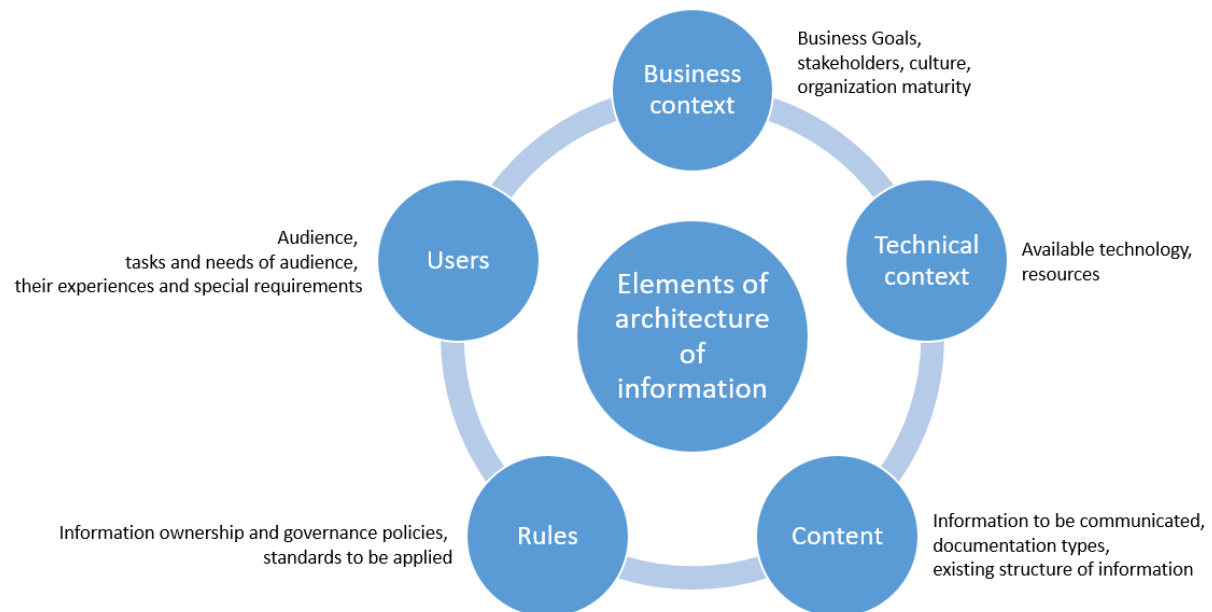 Business
context
Business Goals,
stakeholders, culture,
organization maturity
Technical
context
Available technology,
resources
Content
Information to be communicated,
documentation types,
existing structure of information
Rules
Information ownership and governance policies,
standards to be applied
Users
Audience,
tasks and needs of audience,
their experiences and special requirements
Elements of
architecture
of
information